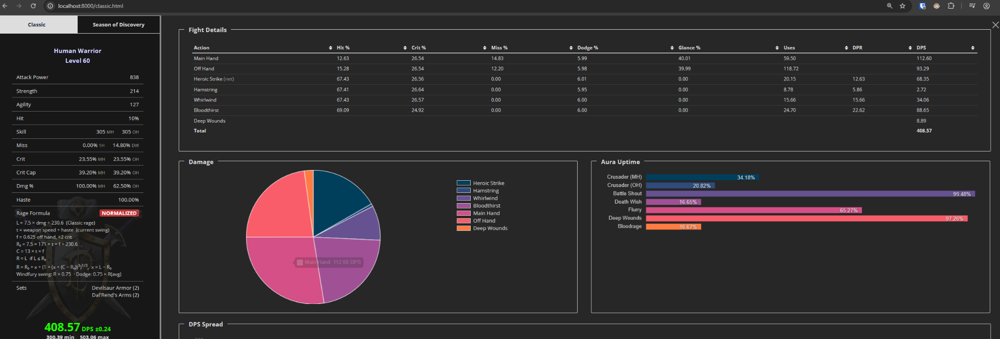 localhost:8000/classic.html
Classic
Season of Discovery
Human Warrior
Level 60
Attack Power 838
Strength 214
Agility 127
Hit 10%
Skill 305 MH 305 OH
Miss 0.00% 1H 14.80% DW
Crit 23.55% MH 23.55% OH
Crit Cap 39.20% MH 39.20% OH
Dmg % 100.00% MH 62.50% OH
Haste 100.00%
Rage Formula NORMALIZED
L = 7.5 × dmg ÷ 230.6 (Classic rage)
t = weapon speed ÷ haste (current swing)
f = 0.625 off hand, ×2 crit
R₀ = 7.5 × 171 × t × f ÷ 230.6
C = 13 × t × f
R = L if L ≤ R₀
R = R₀ + x ÷ (1 + (x ÷ (C − R₀))³)^1/3, x = L − R₀
Windfury swing: R × 0.75 · Dodge: 0.75 × R(avg)
Sets Devilsaur Armor (2)
Dal'Rend's Arms (2)
408.57 DPS ±0.24
300.39 min 503.06 max
Fight Details
Action Hit % Crit % Miss % Dodge % Glance % Uses DPR DPS
Main Hand 12.63 26.54 14.83 5.99 40.01 59.50 112.60
Off Hand 15.28 26.54 12.20 5.98 39.99 118.72 93.29
Heroic Strike (net) 67.43 26.56 0.00 6.01 0.00 20.15 12.63 68.35
Hamstring 67.41 26.64 0.00 5.95 0.00 8.78 5.86 2.72
Whirlwind 67.43 26.57 0.00 6.00 0.00 15.66 15.66 34.06
Bloodthirst 69.09 24.92 0.00 6.00 0.00 24.70 22.62 88.65
Deep Wounds 8.89
Total 408.57
Damage
Heroic Strike
Hamstring
Whirlwind
Bloodthirst
Main Hand
Off Hand
Deep Wounds
Main Hand: 112.60 DPS
Aura Uptime
Crusader (MH) 34.18%
Crusader (OH) 20.82%
Battle Shout 99.48%
Death Wish 16.65%
Flurry 65.27%
Deep Wounds 97.26%
Bloodrage 16.67%
DPS Spread